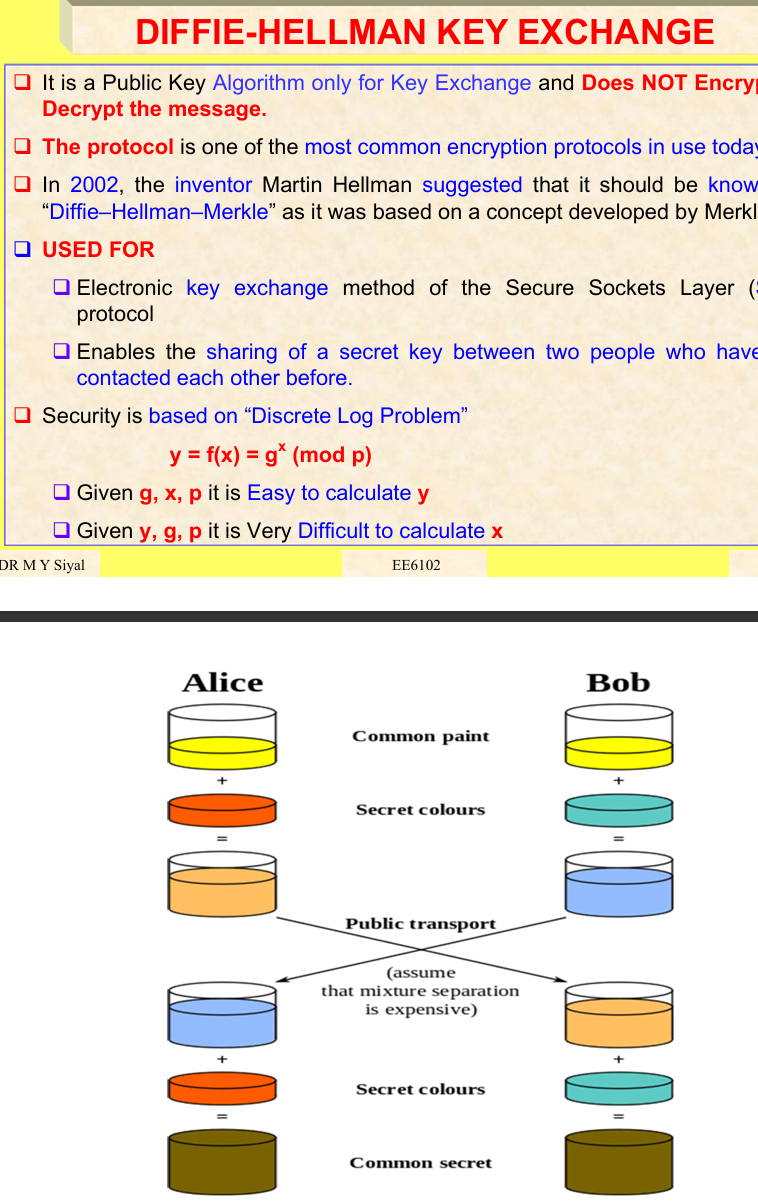 DIFFIE-HELLMAN KEY EXCHANGE
❑ It is a Public Key Algorithm only for Key Exchange and Does NOT
Decrypt the message.
❑ The protocol is one of the most common encryption protocols in use today
❑ In 2002, the inventor Martin Hellman suggested that it should be
“Diffie–Hellman–Merkle” as it was based on a concept developed by
❑ USED FOR
❑ Electronic key exchange method of the Secure Sockets Layer (
protocol
❑ Enables the sharing of a secret key between two people who have
contacted each other before.
❑ Security is based on “Discrete Log Problem”
y = f(x) = g^x (mod p)
❑ Given g, x, p it is Easy to calculate y
❑ Given y, g, p it is Very Difficult to calculate x
DR M Y Siyal
EE6102
Alice
Bob
Common paint
+
+
Secret colours
=
=
Public transport
(assume
that mixture separation
is expensive)
+
+
Secret colours
=
=
Common secret